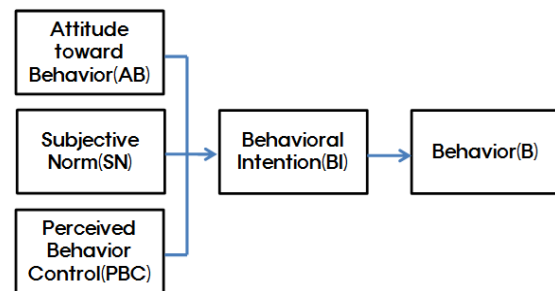 Attitude
toward
Behavior(AB)
Subjective
Norm(SN)
Behavioral
Intention(BI)
Behavior(B)
Perceived
Behavior
Control(PBC)